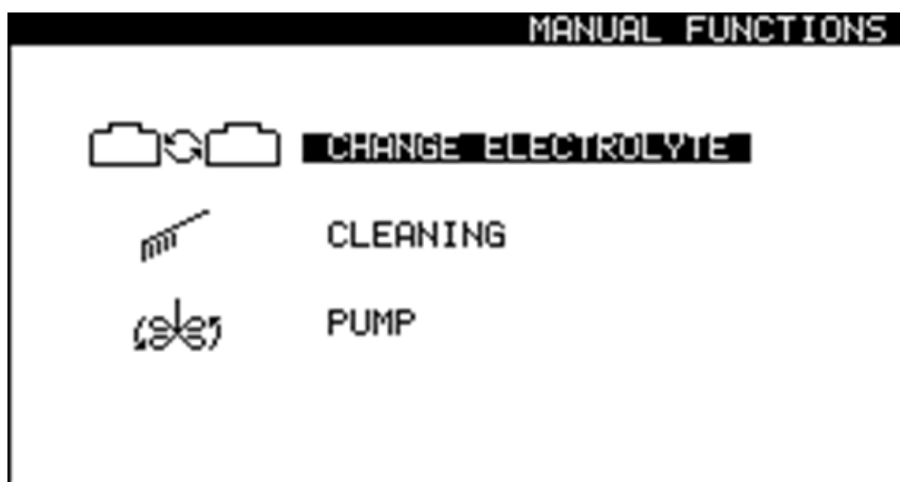 MANUAL FUNCTIONS
CHANGE ELECTROLYTE
CLEANING
PUMP